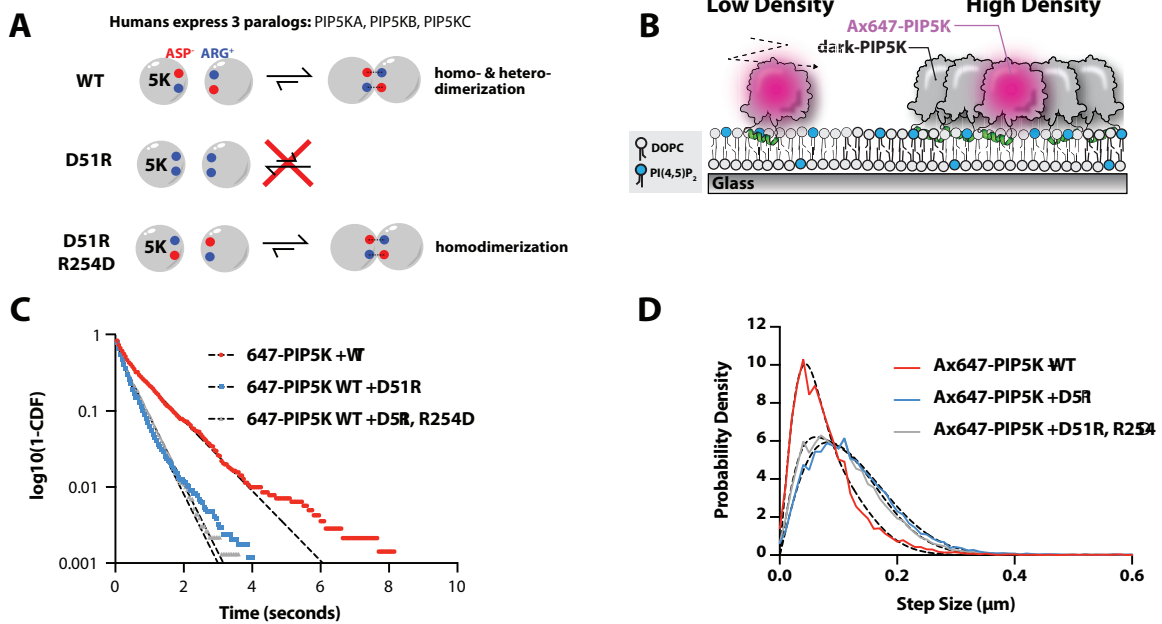 A
Humans express 3 paralogs: PIP5KA, PIP5KB, PIP5KC
ASP-
ARG+
WT
5K
homo- & hetero-
dimerization
D51R
5K
D51R
R254D
5K
homodimerization
B
Low Density
High Density
Ax647-PIP5K
dark-PIP5K
DOPC
PI(4,5)P2
Glass
C
log10(1-CDF)
1
0.1
0.01
0.001
0
2
4
6
8
10
Time (seconds)
647-PIP5K +WT
647-PIP5K WT +D51R
647-PIP5K WT +D51R, R254D
D
Probability Density
12
10
8
6
4
2
0
0.0
0.2
0.4
0.6
Step Size (μm)
Ax647-PIP5K +WT
Ax647-PIP5K +D51R
Ax647-PIP5K +D51R, R254D